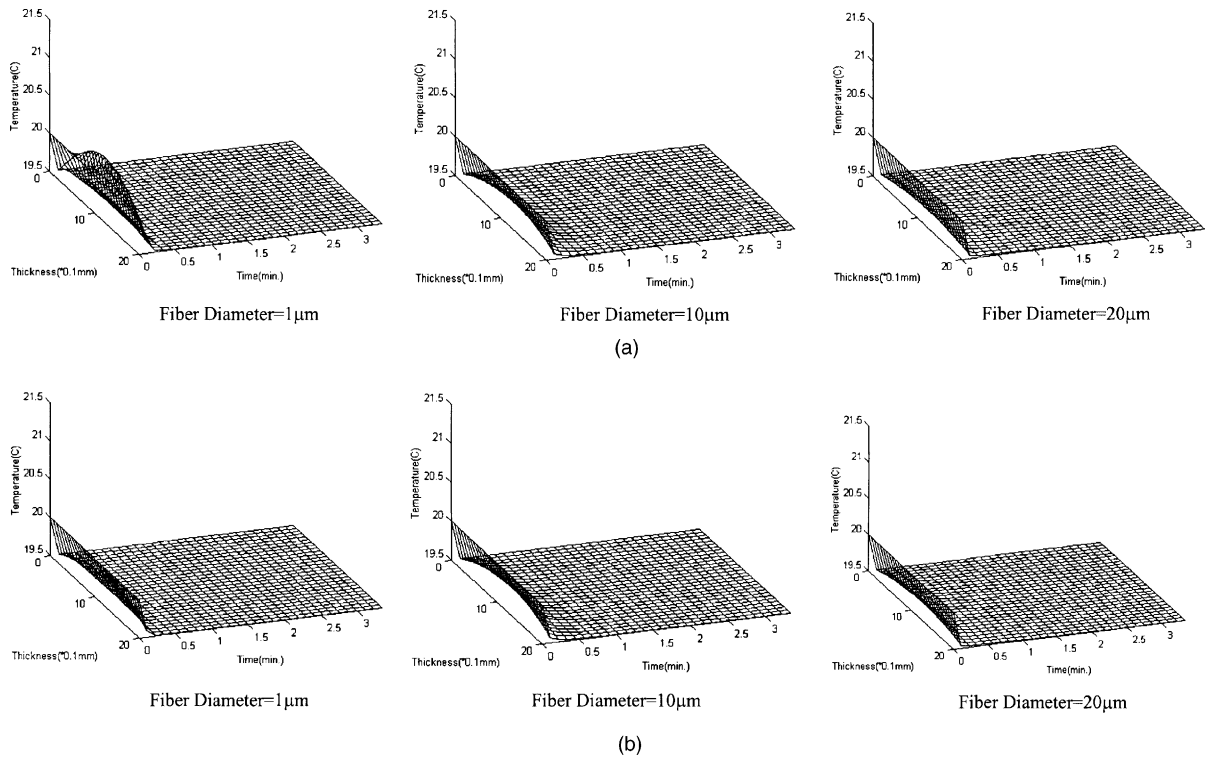 21.5
21
20.5
20
19.5
Temperature(C)
0
10
20
Thickness(*0.1mm)
0 0.5 1 1.5 2 2.5 3
Time(min.)
Fiber Diameter=1μm
21.5
21
20.5
20
19.5
Temperature(C)
0
10
20
Thickness(*0.1mm)
0 0.5 1 1.5 2 2.5 3
Time(min.)
Fiber Diameter=10μm
21.5
21
20.5
20
19.5
Temperature(C)
0
10
20
Thickness(*0.1mm)
0 0.5 1 1.5 2 2.5 3
Time(min.)
Fiber Diameter=20μm
(a)
21.5
21
20.5
20
19.5
Temperature(C)
0
10
20
Thickness(*0.1mm)
0 0.5 1 1.5 2 2.5 3
Time(min.)
Fiber Diameter=1μm
21.5
21
20.5
20
19.5
Temperature(C)
0
10
20
Thickness(*0.1mm)
0 0.5 1 1.5 2 2.5 3
Time(min.)
Fiber Diameter=10μm
21.5
21
20.5
20
19.5
Temperature(C)
0
10
20
Thickness(*0.1mm)
0 0.5 1 1.5 2 2.5 3
Time(min.)
Fiber Diameter=20μm
(b)